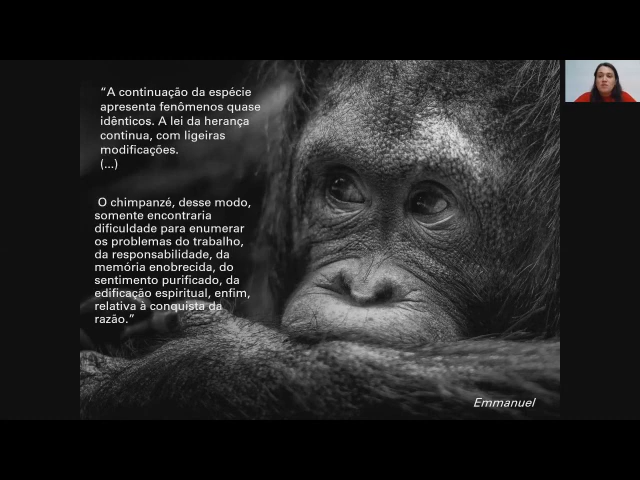 “A continuação da espécie
apresenta fenômenos quase
idênticos. A lei da herança
continua, com ligeiras
modificações.
(...)
O chimpanzé, desse modo,
somente encontraria
dificuldade para enumerar
os problemas do trabalho,
da responsabilidade, da
memória enobrecida, do
sentimento purificado, da
edificação espiritual, enfim,
relativa à conquista da
razão.”
Emmanuel